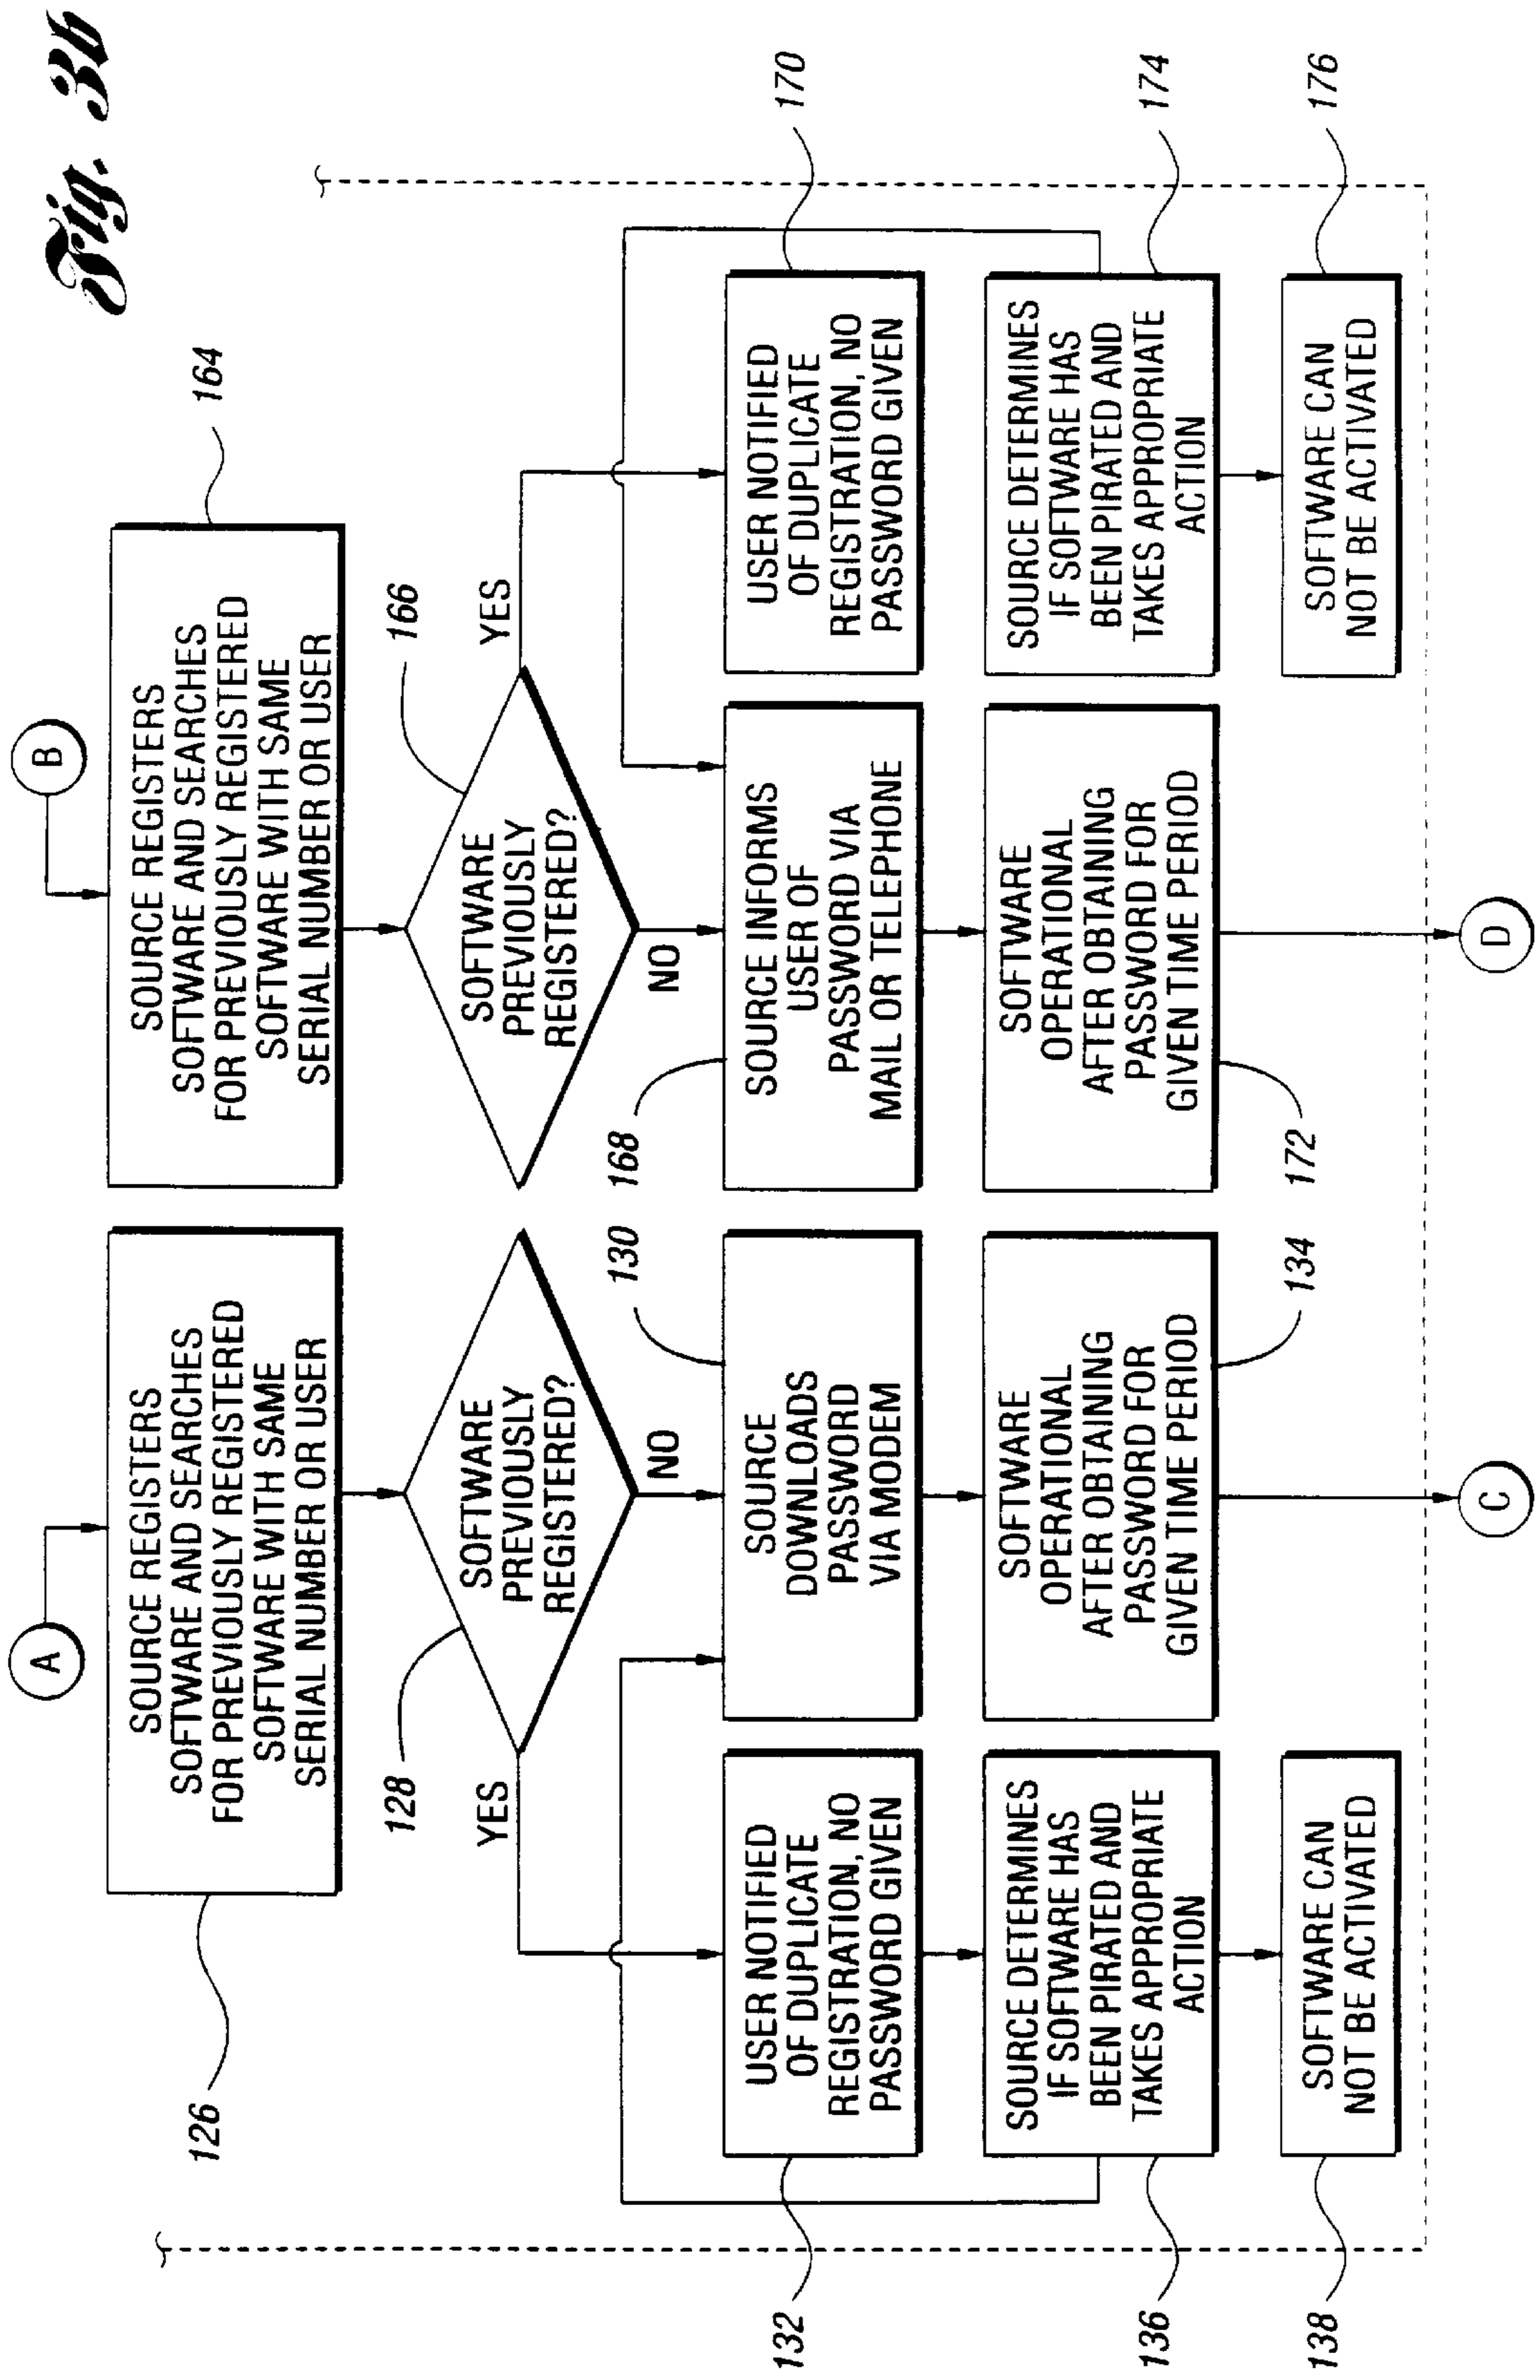 Fig. 3b
A
SOURCE REGISTERS
SOFTWARE AND SEARCHES
FOR PREVIOUSLY REGISTERED
SOFTWARE WITH SAME
SERIAL NUMBER OR USER
126
SOFTWARE
PREVIOUSLY
REGISTERED?
128
YES
NO
USER NOTIFIED
OF DUPLICATE
REGISTRATION, NO
PASSWORD GIVEN
132
SOURCE
DOWNLOADS
PASSWORD
VIA MODEM
130
SOURCE DETERMINES
IF SOFTWARE HAS
BEEN PIRATED AND
TAKES APPROPRIATE
ACTION
136
SOFTWARE
OPERATIONAL
AFTER OBTAINING
PASSWORD FOR
GIVEN TIME PERIOD
134
SOFTWARE CAN
NOT BE ACTIVATED
138
C
B
SOURCE REGISTERS
SOFTWARE AND SEARCHES
FOR PREVIOUSLY REGISTERED
SOFTWARE WITH SAME
SERIAL NUMBER OR USER
164
SOFTWARE
PREVIOUSLY
REGISTERED?
166
YES
NO
SOURCE INFORMS
USER OF
PASSWORD VIA
MAIL OR TELEPHONE
168
USER NOTIFIED
OF DUPLICATE
REGISTRATION, NO
PASSWORD GIVEN
170
SOFTWARE
OPERATIONAL
AFTER OBTAINING
PASSWORD FOR
GIVEN TIME PERIOD
172
SOURCE DETERMINES
IF SOFTWARE HAS
BEEN PIRATED AND
TAKES APPROPRIATE
ACTION
174
SOFTWARE CAN
NOT BE ACTIVATED
176
D